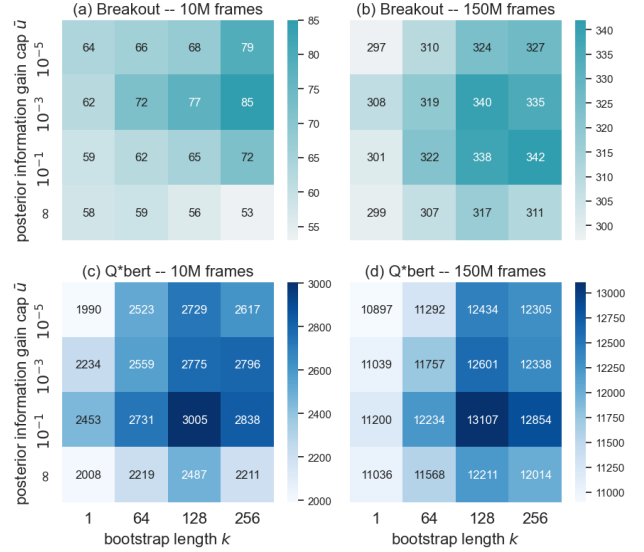 (a) Breakout -- 10M frames
(b) Breakout -- 150M frames
posterior information gain cap ū
10⁻⁵
64 66 68 79
10⁻³
62 72 77 85
10⁻¹
59 62 65 72
∞
58 59 56 53
85
80
75
70
65
60
55
297 310 324 327
308 319 340 335
301 322 338 342
299 307 317 311
340
335
330
325
320
315
310
305
300
(c) Q*bert -- 10M frames
(d) Q*bert -- 150M frames
posterior information gain cap ū
10⁻⁵
1990 2523 2729 2617
10⁻³
2234 2559 2775 2796
10⁻¹
2453 2731 3005 2838
∞
2008 2219 2487 2211
1 64 128 256
bootstrap length k
3000
2800
2600
2400
2200
2000
10897 11292 12434 12305
11039 11757 12601 12338
11200 12234 13107 12854
11036 11568 12211 12014
1 64 128 256
bootstrap length k
13000
12750
12500
12250
12000
11750
11500
11250
11000